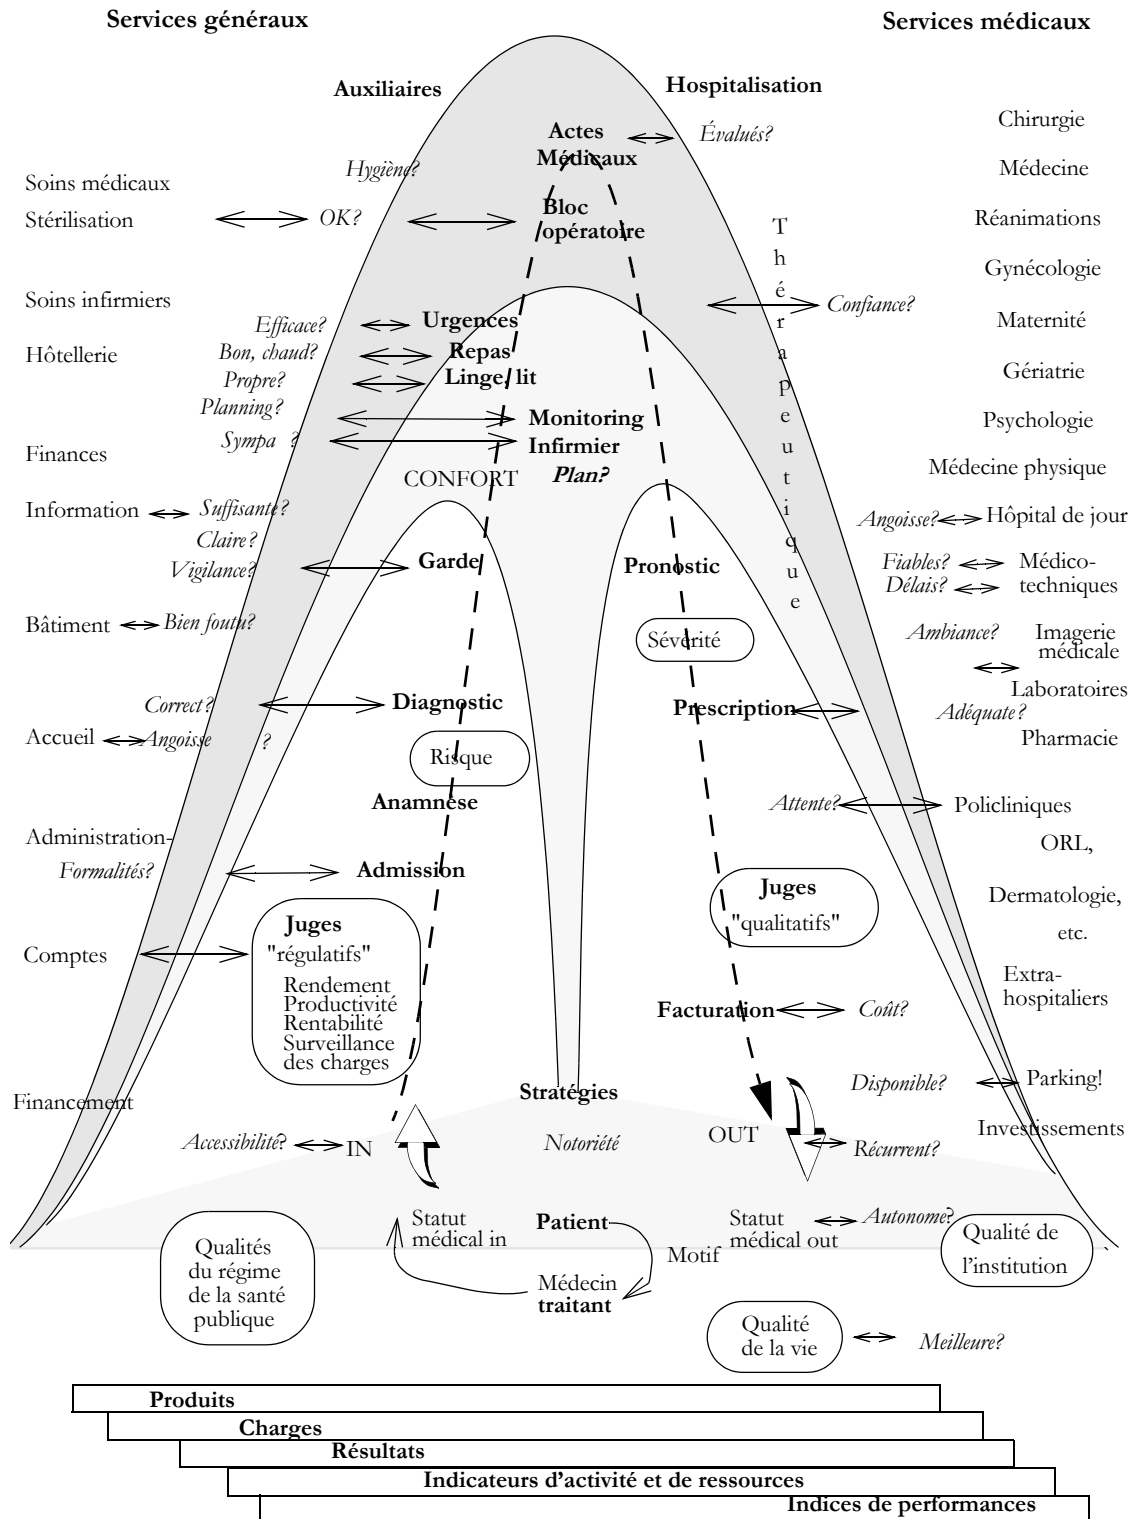 Services généraux
Services médicaux
Auxiliaires
Hospitalisation
Chirurgie
Actes
Médicaux
Évalués?
Hygiène?
Médecine
Soins médicaux
Stérilisation
OK?
Bloc
opératoire
Thérapeutique
Réanimations
Gynécologie
Soins infirmiers
Confiance?
Efficace?
Urgences
Maternité
Hôtellerie
Bon, chaud?
Repas
Propre?
Linge, lit
Gériatrie
Planning?
Monitoring
Psychologie
Sympa ?
Infirmier
Finances
Plan?
CONFORT
Médecine physique
Information
Suffisante?
Claire?
Angoisse?
Hôpital de jour
Vigilance?
Garde
Pronostic
Fiables?
Délais?
Médico-
techniques
Bâtiment
Bien foutu?
Sévérité
Ambiance?
Imagerie
médicale
Laboratoires
Correct?
Diagnostic
Prescription
Adéquate?
Accueil
Angoisse ?
Pharmacie
Risque
Anamnèse
Attente?
Policliniques
Administration-
Formalités?
Admission
ORL,
Juges
"qualitatifs"
Dermatologie,
etc.
Juges
"régulatifs"
Rendement
Productivité
Rentabilité
Surveillance
des charges
Comptes
Extra-
hospitaliers
Facturation
Coût?
Stratégies
Disponible?
Parking!
Financement
Accessibilité?
IN
Notoriété
OUT
Récurrent?
Investissements
Statut
médical in
Patient
Statut
médical out
Autonome?
Qualité de
l'institution
Qualités
du régime
de la santé
publique
Motif
Médecin
traitant
Qualité
de la vie
Meilleure?
Produits
Charges
Résultats
Indicateurs d'activité et de ressources
Indices de performances